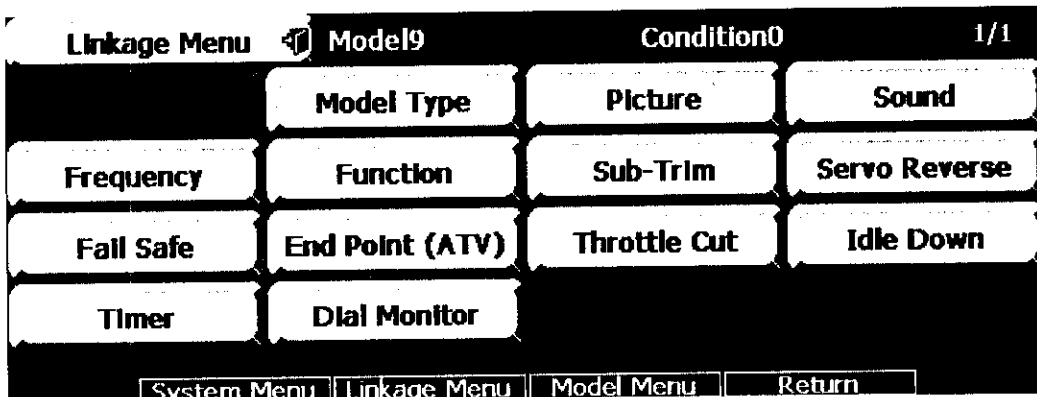 Linkage Menu Model9 Condition0 1/1
Model Type Picture Sound
Frequency Function Sub-Trim Servo Reverse
Fail Safe End Point (ATV) Throttle Cut Idle Down
Timer Dial Monitor
System Menu Linkage Menu Model Menu Return